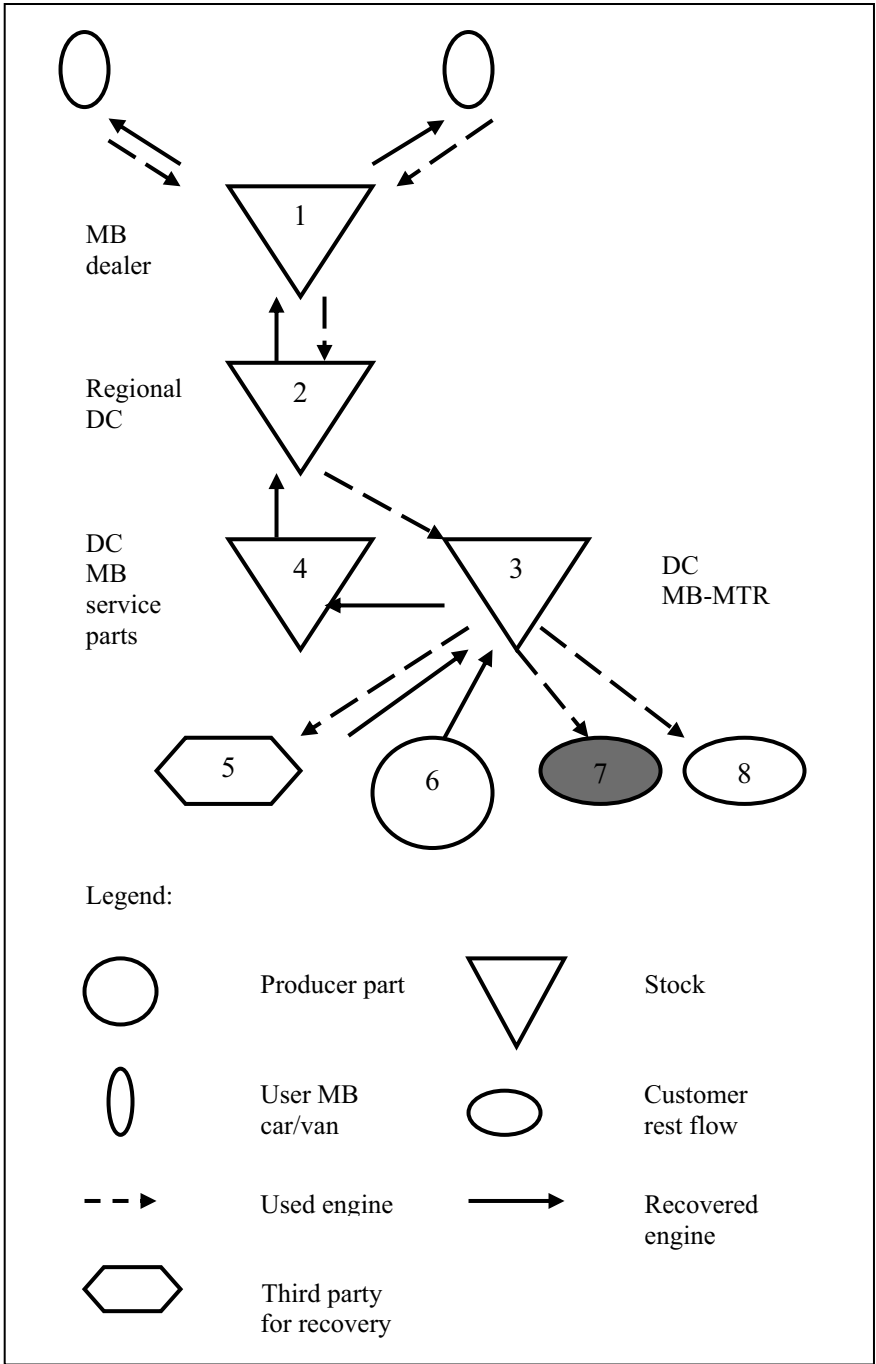 1
MB
dealer
2
Regional
DC
4
3
DC
MB
service
parts
DC
MB-MTR
5
6
7
8
Legend:
Producer part
Stock
User MB
car/van
Customer
rest flow
Used engine
Recovered
engine
Third party
for recovery